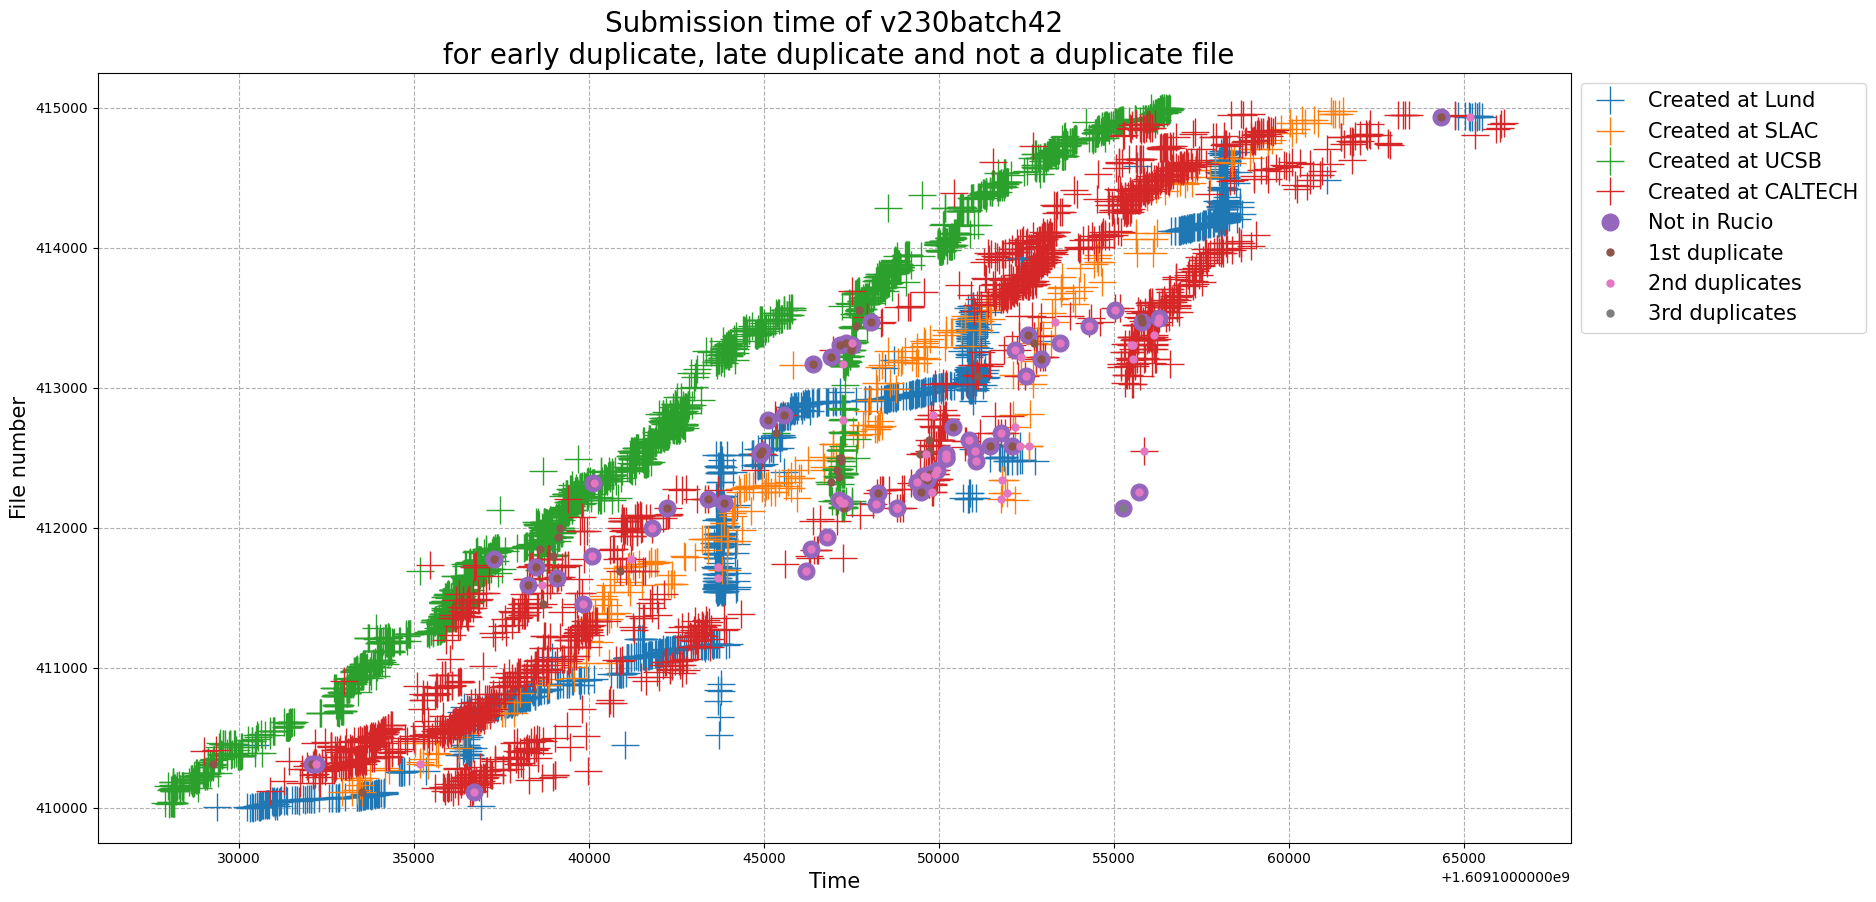 Submission time of v230batch42
for early duplicate, late duplicate and not a duplicate file
415000
414000
413000
412000
411000
410000
File number
30000
35000
40000
45000
50000
55000
60000
65000
Time
+1.6091000000e9
Created at Lund
Created at SLAC
Created at UCSB
Created at CALTECH
Not in Rucio
1st duplicate
2nd duplicates
3rd duplicates